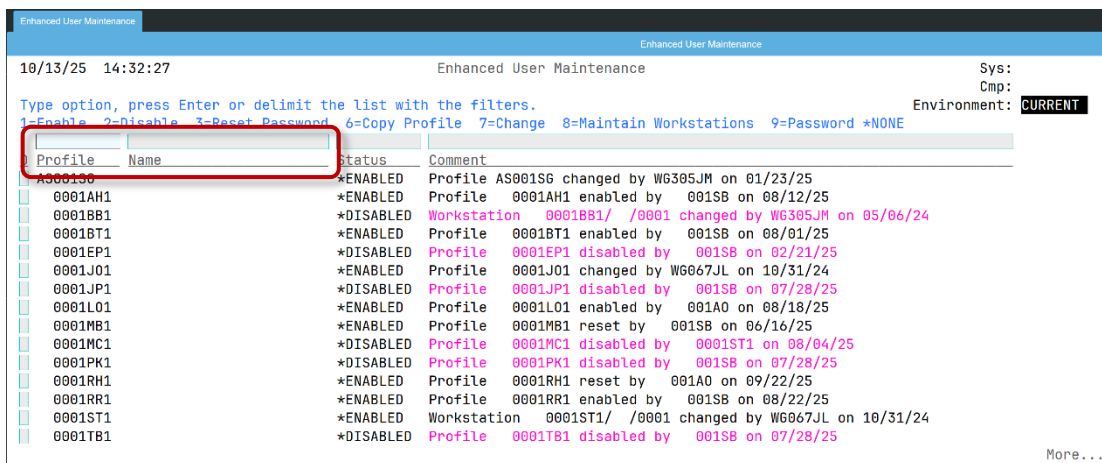 Enhanced User Maintenance
Enhanced User Maintenance
10/13/25 14:32:27 Enhanced User Maintenance Sys:
Cmp:
Type option, press Enter or delimit the list with the filters. Environment: CURRENT
1=Enable 2=Disable 3=Reset Password 6=Copy Profile 7=Change 8=Maintain Workstations 9=Password *NONE
O Profile Name Status Comment
AS001SG *ENABLED Profile AS001SG changed by WG305JM on 01/23/25
0001AH1 *ENABLED Profile 0001AH1 enabled by 001SB on 08/12/25
0001BB1 *DISABLED Workstation 0001BB1/ /0001 changed by WG305JM on 05/06/24
0001BT1 *ENABLED Profile 0001BT1 enabled by 001SB on 08/01/25
0001EP1 *DISABLED Profile 0001EP1 disabled by 001SB on 02/21/25
0001JO1 *ENABLED Profile 0001JO1 changed by WG067JL on 10/31/24
0001JP1 *DISABLED Profile 0001JP1 disabled by 001SB on 07/28/25
0001LO1 *ENABLED Profile 0001LO1 enabled by 001AO on 08/18/25
0001MB1 *ENABLED Profile 0001MB1 reset by 001SB on 06/16/25
0001MC1 *DISABLED Profile 0001MC1 disabled by 0001ST1 on 08/04/25
0001PK1 *DISABLED Profile 0001PK1 disabled by 001SB on 07/28/25
0001RH1 *ENABLED Profile 0001RH1 reset by 001AO on 09/22/25
0001RR1 *ENABLED Profile 0001RR1 enabled by 001SB on 08/22/25
0001ST1 *ENABLED Workstation 0001ST1/ /0001 changed by WG067JL on 10/31/24
0001TB1 *DISABLED Profile 0001TB1 disabled by 001SB on 07/28/25
More...